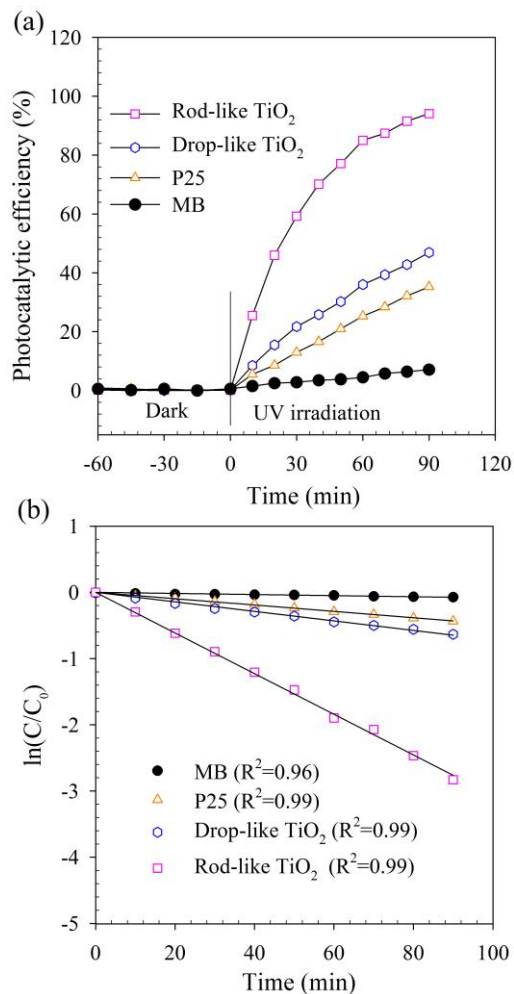 (a)
120
100
80
60
40
20
0
Photocatalytic efficiency (%)
Rod-like TiO₂
Drop-like TiO₂
P25
MB
Dark
UV irradiation
-60 -30 0 30 60 90 120
Time (min)
(b)
1
0
-1
-2
-3
-4
-5
ln(C/C₀)
MB (R²=0.96)
P25 (R²=0.99)
Drop-like TiO₂ (R²=0.99)
Rod-like TiO₂ (R²=0.99)
0 20 40 60 80 100
Time (min)